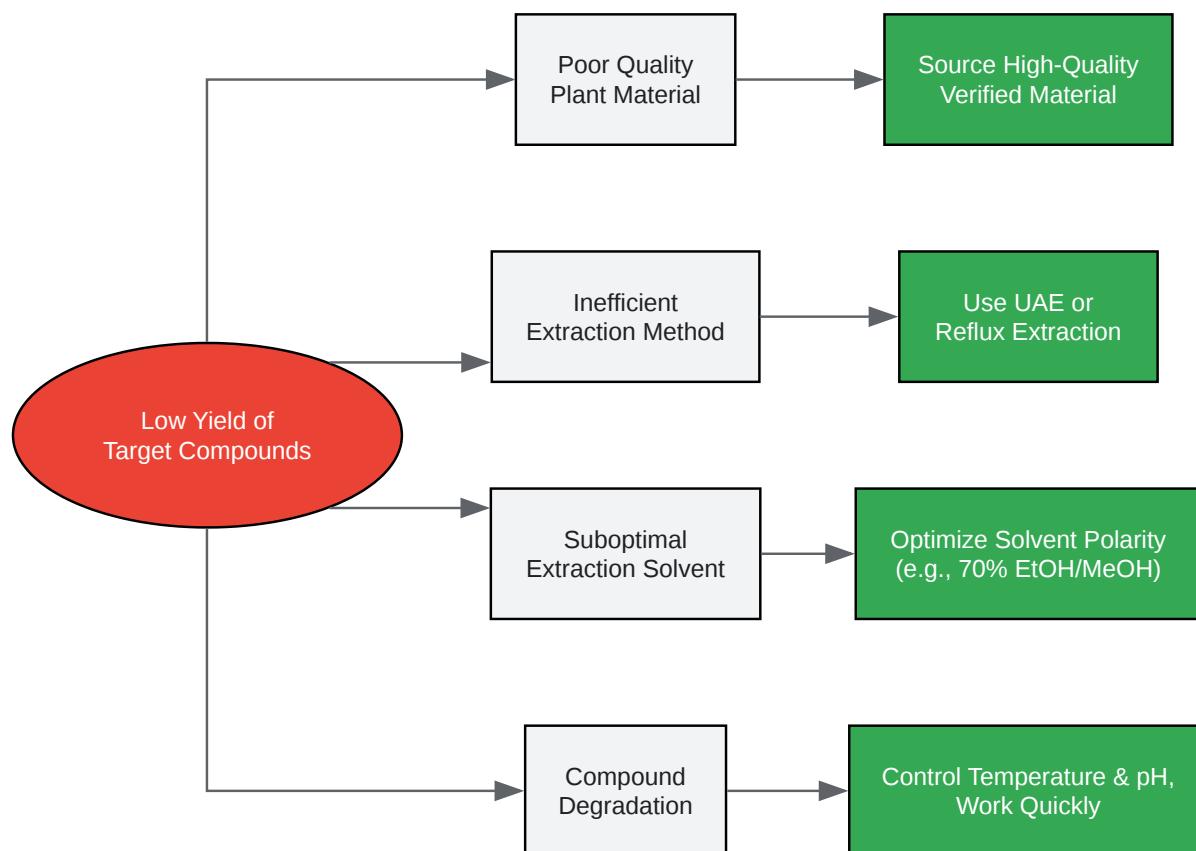 Poor Quality
Plant Material
Source High-Quality
Verified Material
Inefficient
Extraction Method
Use UAE or
Reflux Extraction
Low Yield of
Target Compounds
Suboptimal
Extraction Solvent
Optimize Solvent Polarity
(e.g., 70% EtOH/MeOH)
Compound
Degradation
Control Temperature & pH,
Work Quickly